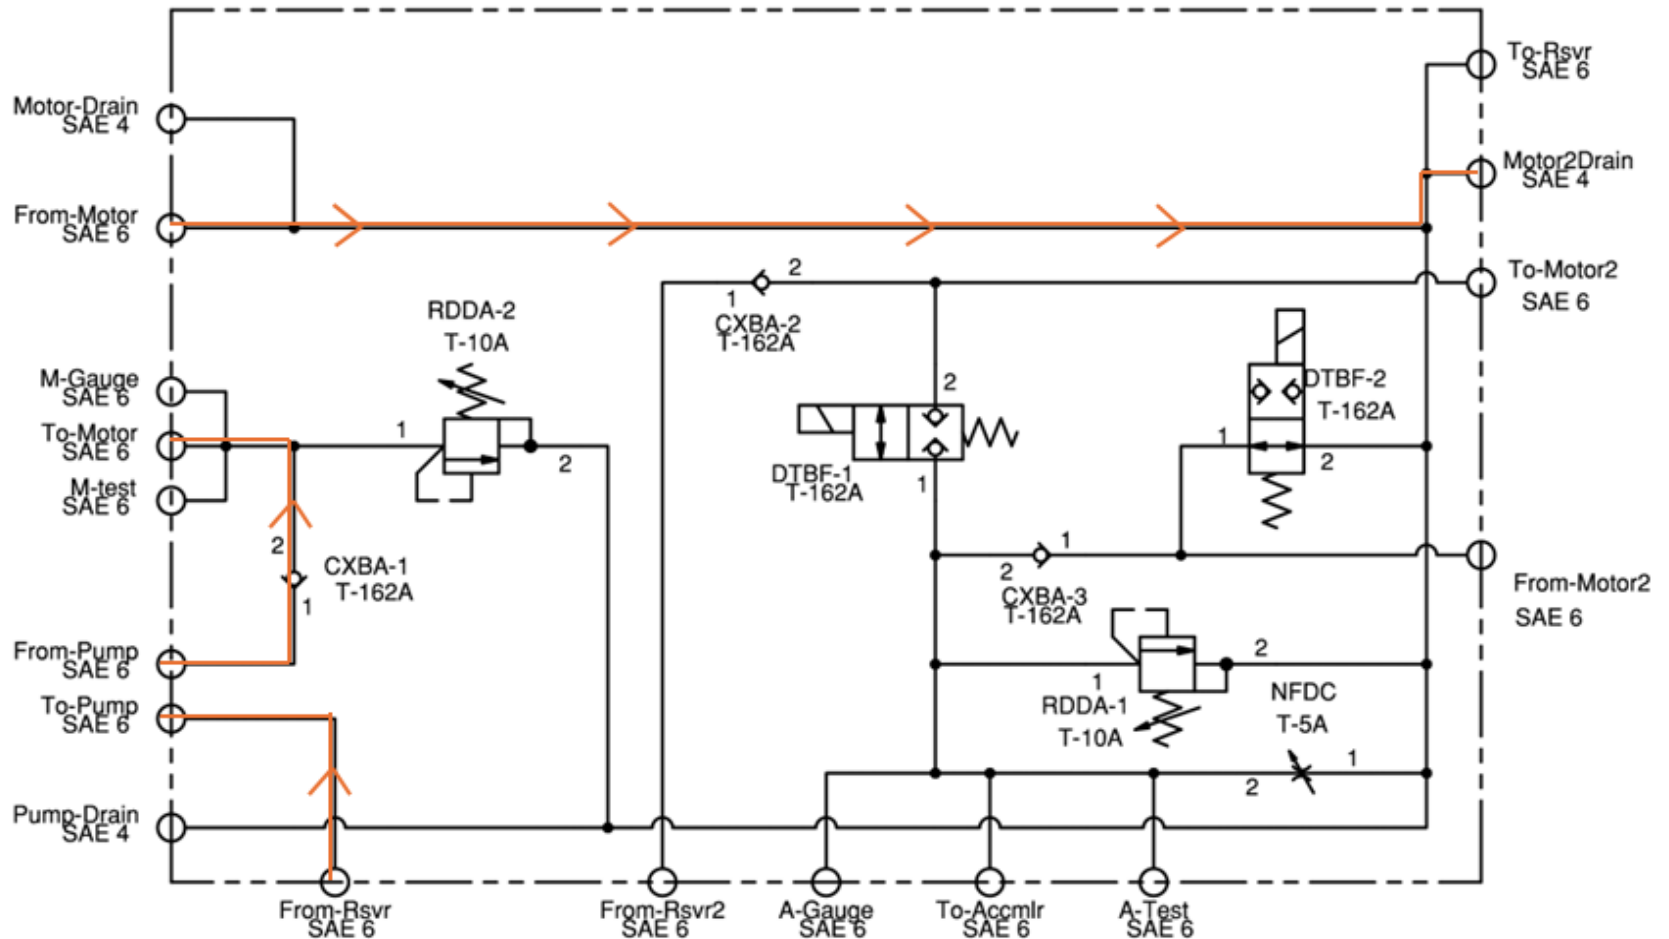 To-Rsvr
SAE 6
Motor-Drain
SAE 4
Motor2Drain
SAE 4
From-Motor
SAE 6
To-Motor2
SAE 6
2
1
CXBA-2
T-162A
RDDA-2
T-10A
M-Gauge
SAE 6
To-Motor
SAE 6
M-test
SAE 6
1
2
DTBF-2
T-162A
1
2
2
DTBF-1
T-162A
1
2
CXBA-1
T-162A
1
1
2
CXBA-3
T-162A
From-Motor2
SAE 6
From-Pump
SAE 6
To-Pump
SAE 6
2
1
RDDA-1
T-10A
NFDC
T-5A
1
2
Pump-Drain
SAE 4
From-Rsvr
SAE 6
From-Rsvr2
SAE 6
A-Gauge
SAE 6
To-Accmlr
SAE 6
A-Test
SAE 6